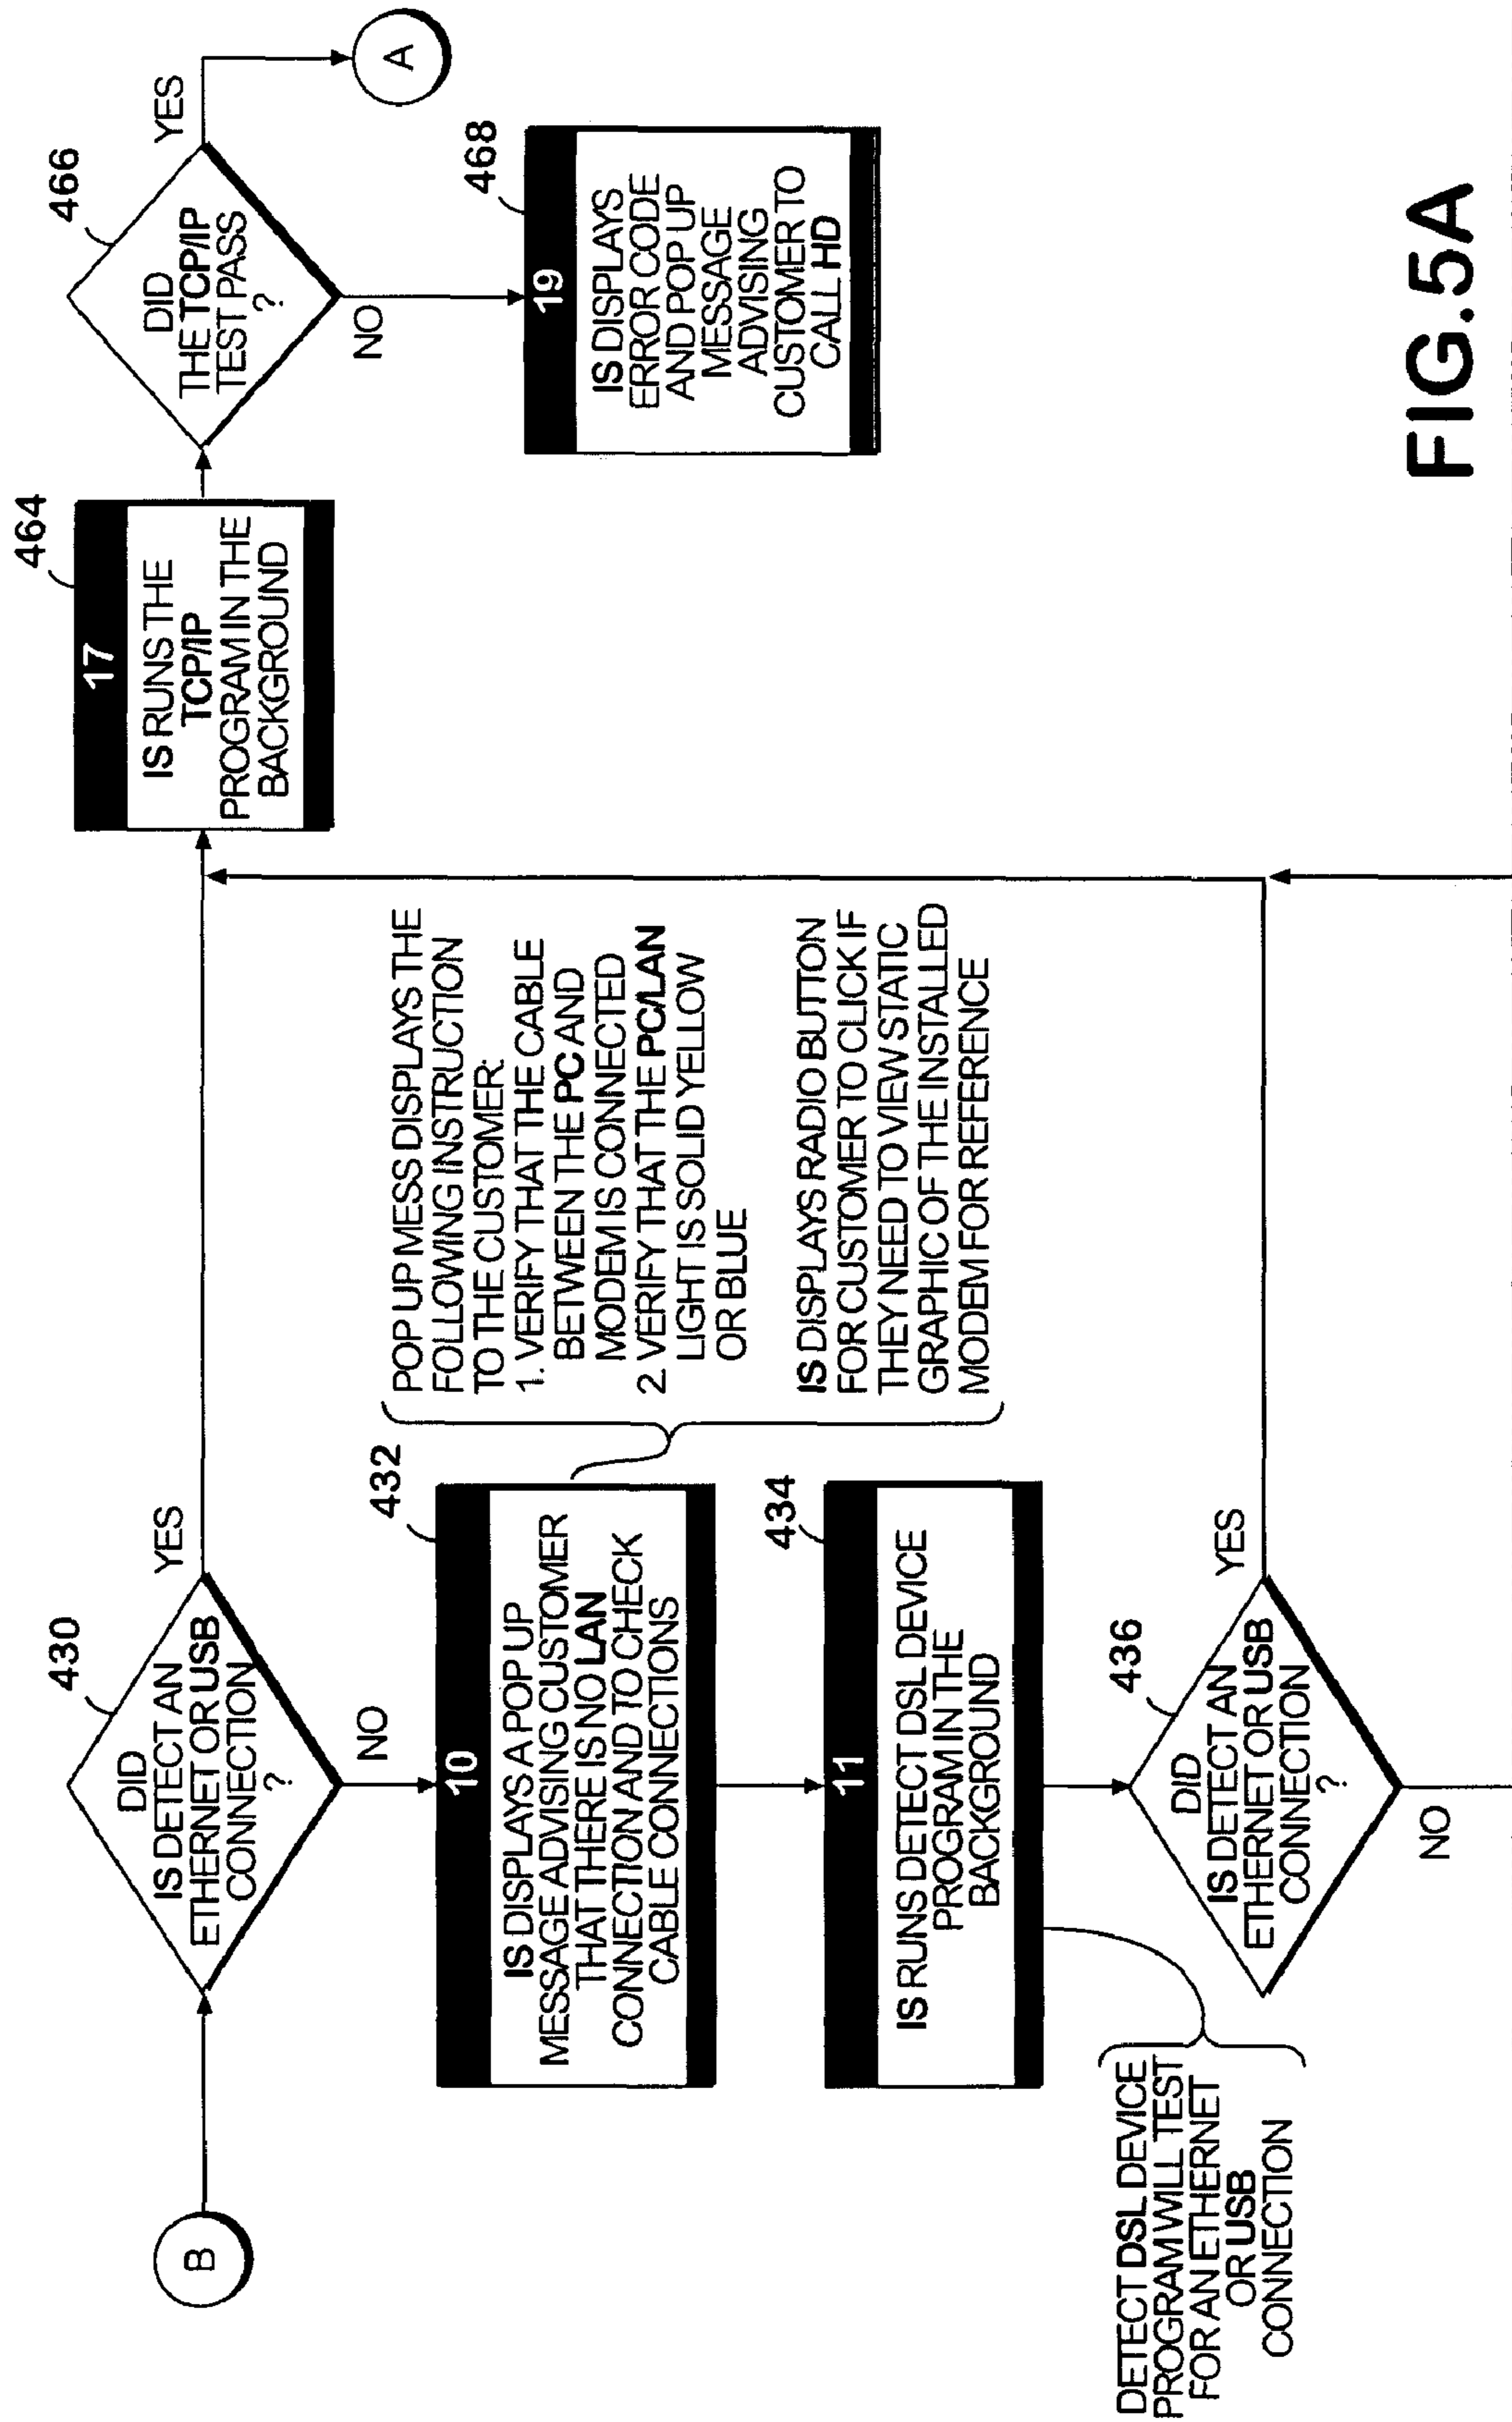 B
430
DID
IS DETECT AN
ETHERNET OR USB
CONNECTION
?
YES
NO
432
10
IS DISPLAYS A POP UP
MESSAGE ADVISING CUSTOMER
THAT THERE IS NO LAN
CONNECTION AND TO CHECK
CABLE CONNECTIONS
POP UP MESS DISPLAYS THE
FOLLOWING INSTRUCTION
TO THE CUSTOMER:
1. VERIFY THAT THE CABLE
BETWEEN THE PC AND
MODEM IS CONNECTED
2. VERIFY THAT THE PC/LAN
LIGHT IS SOLID YELLOW
OR BLUE
IS DISPLAYS RADIO BUTTON
FOR CUSTOMER TO CLICK IF
THEY NEED TO VIEW STATIC
GRAPHIC OF THE INSTALLED
MODEM FOR REFERENCE
434
11
IS RUNS DETECT DSL DEVICE
PROGRAM IN THE
BACKGROUND
DETECT DSL DEVICE
PROGRAM WILL TEST
FOR AN ETHERNET
OR USB
CONNECTION
436
DID
IS DETECT AN
ETHERNET OR USB
CONNECTION
?
YES
NO
464
17
IS RUNS THE
TCP/IP
PROGRAM IN THE
BACKGROUND
466
DID
THE TCP/IP
TEST PASS
?
YES
A
NO
468
19
IS DISPLAYS
ERROR CODE
AND POP UP
MESSAGE
ADVISING
CUSTOMER TO
CALL HD
FIG.5A